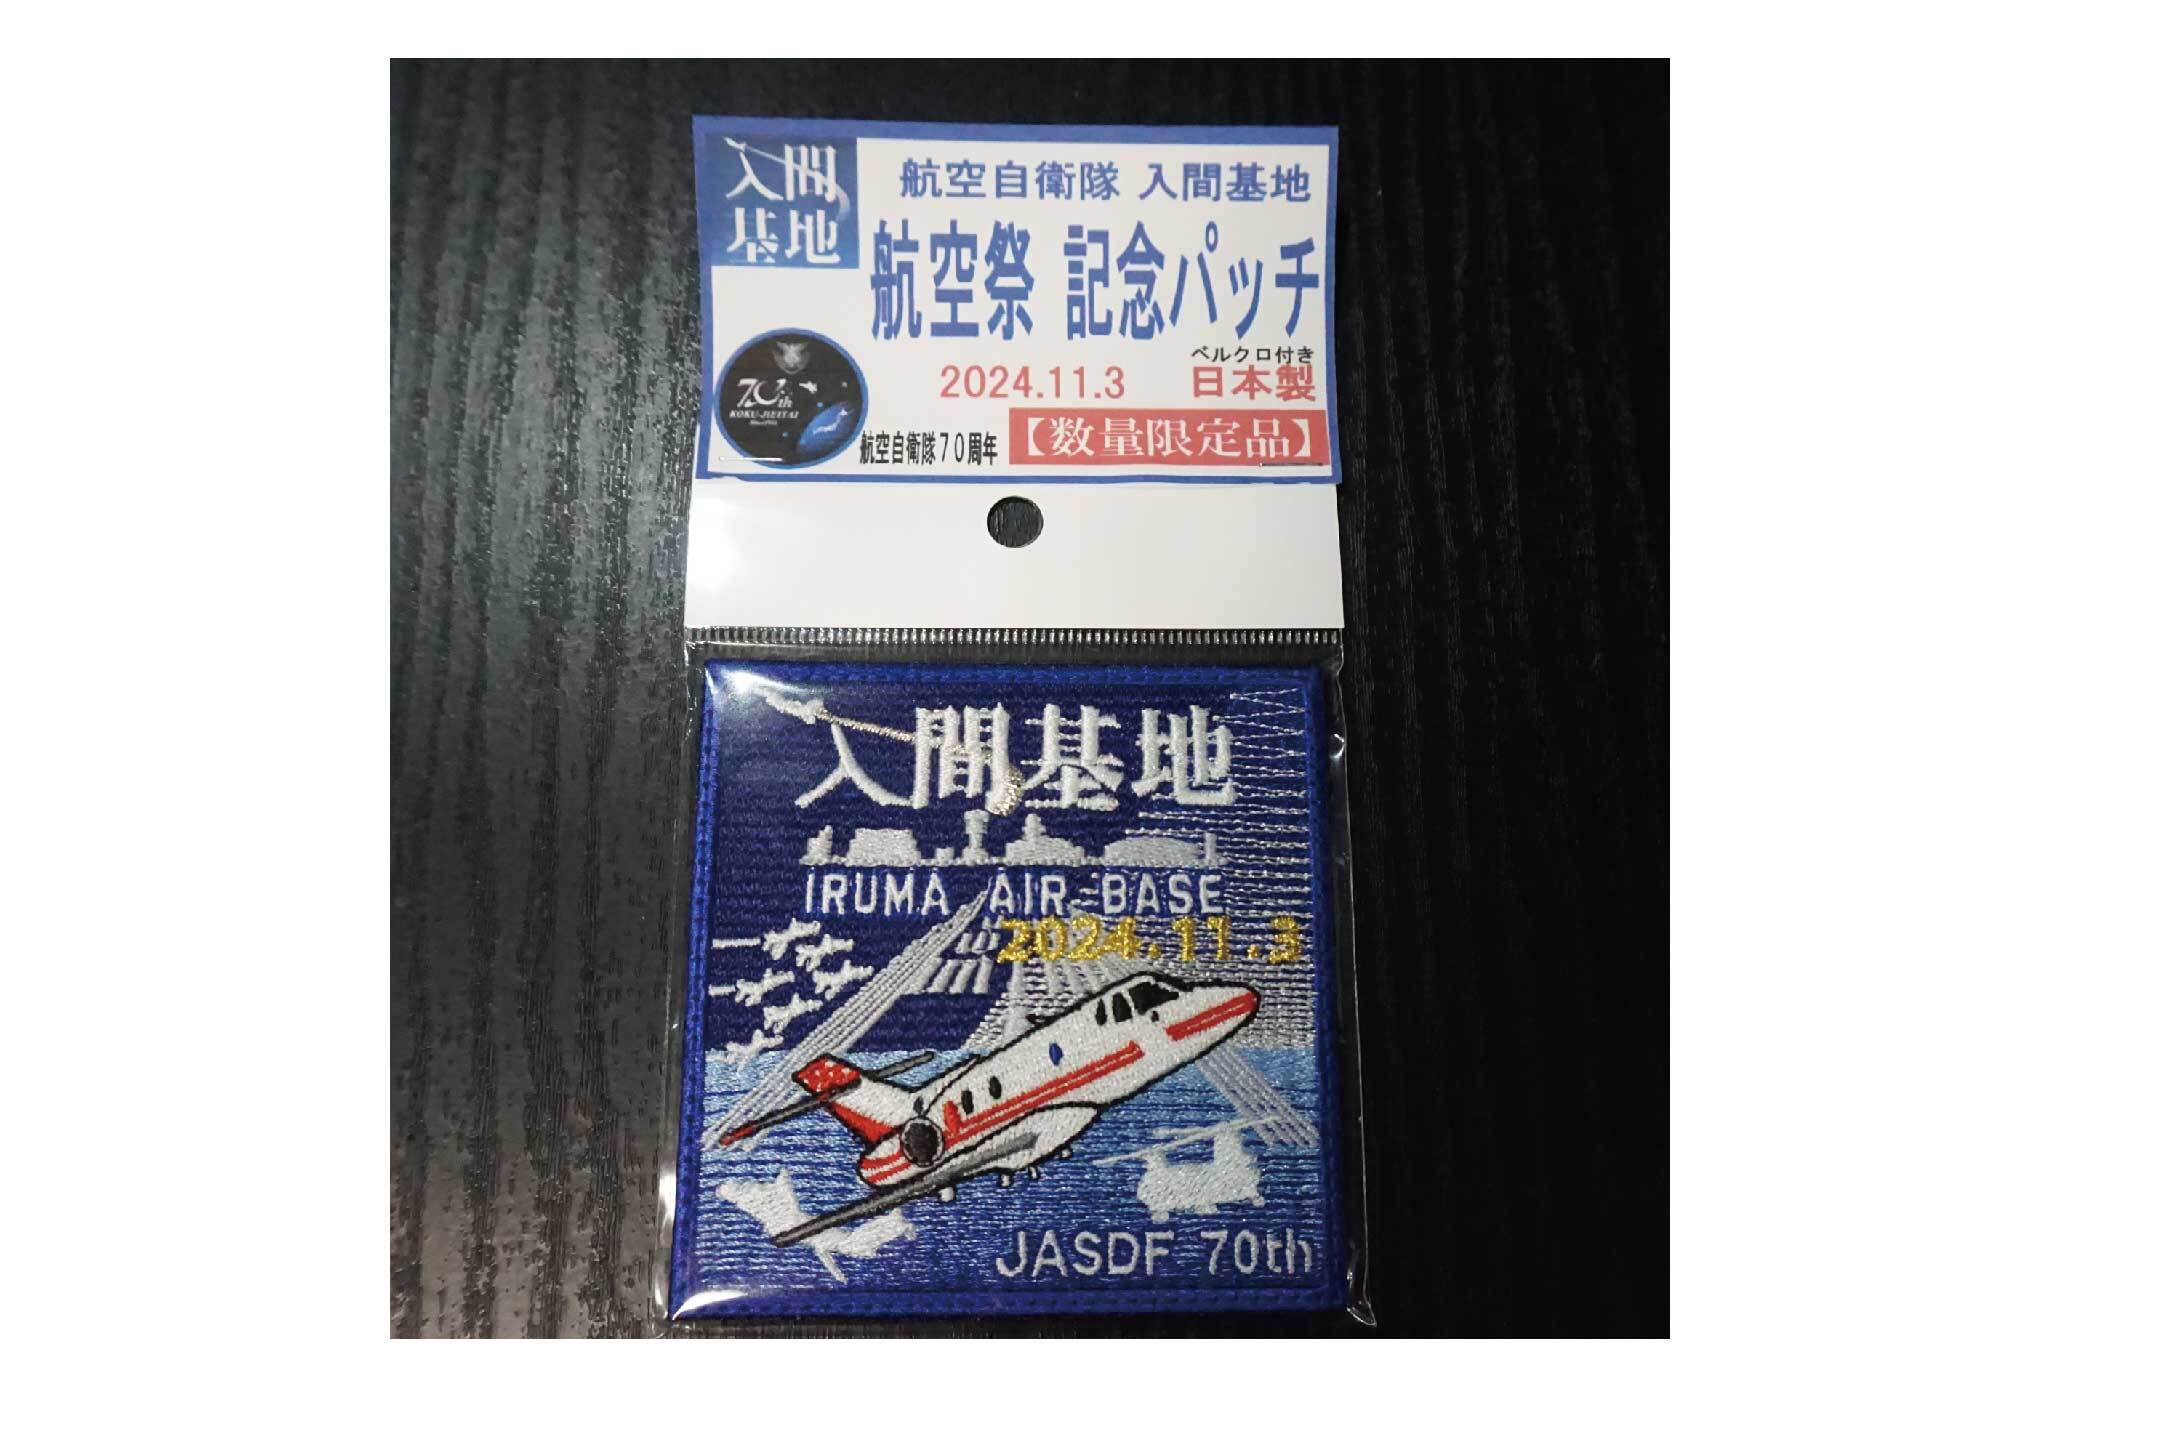 入間
基地
航空自衛隊 入間基地
航空祭 記念パッチ
2024.11.3
ベルクロ付き
日本製
70th
KOKU-JIEITAI
航空自衛隊70周年
【数量限定品】
入間基地
IRUMA AIR BASE
2024.11.3
JASDF 70th